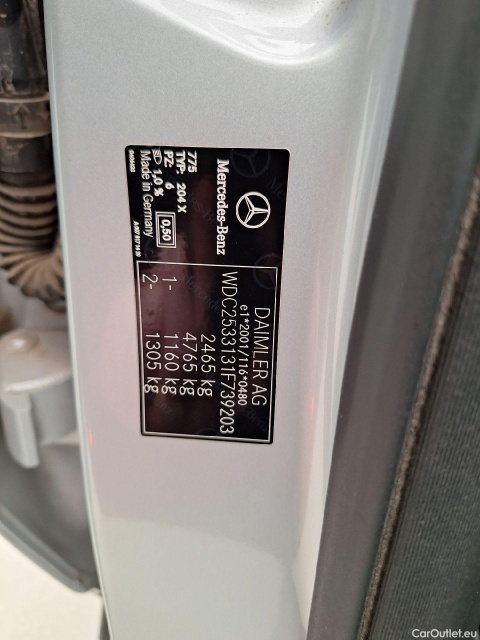 Mercedes-Benz
775
TYP: 204 X
PZ: 6
SD 1,0 %
0,50
Made in Germany
DAIMLER AG
e1*2001/116*0480
WDC2533131F739203
2465 kg
4765 kg
1- 1160 kg
2- 1305 kg
CarOutlet.eu